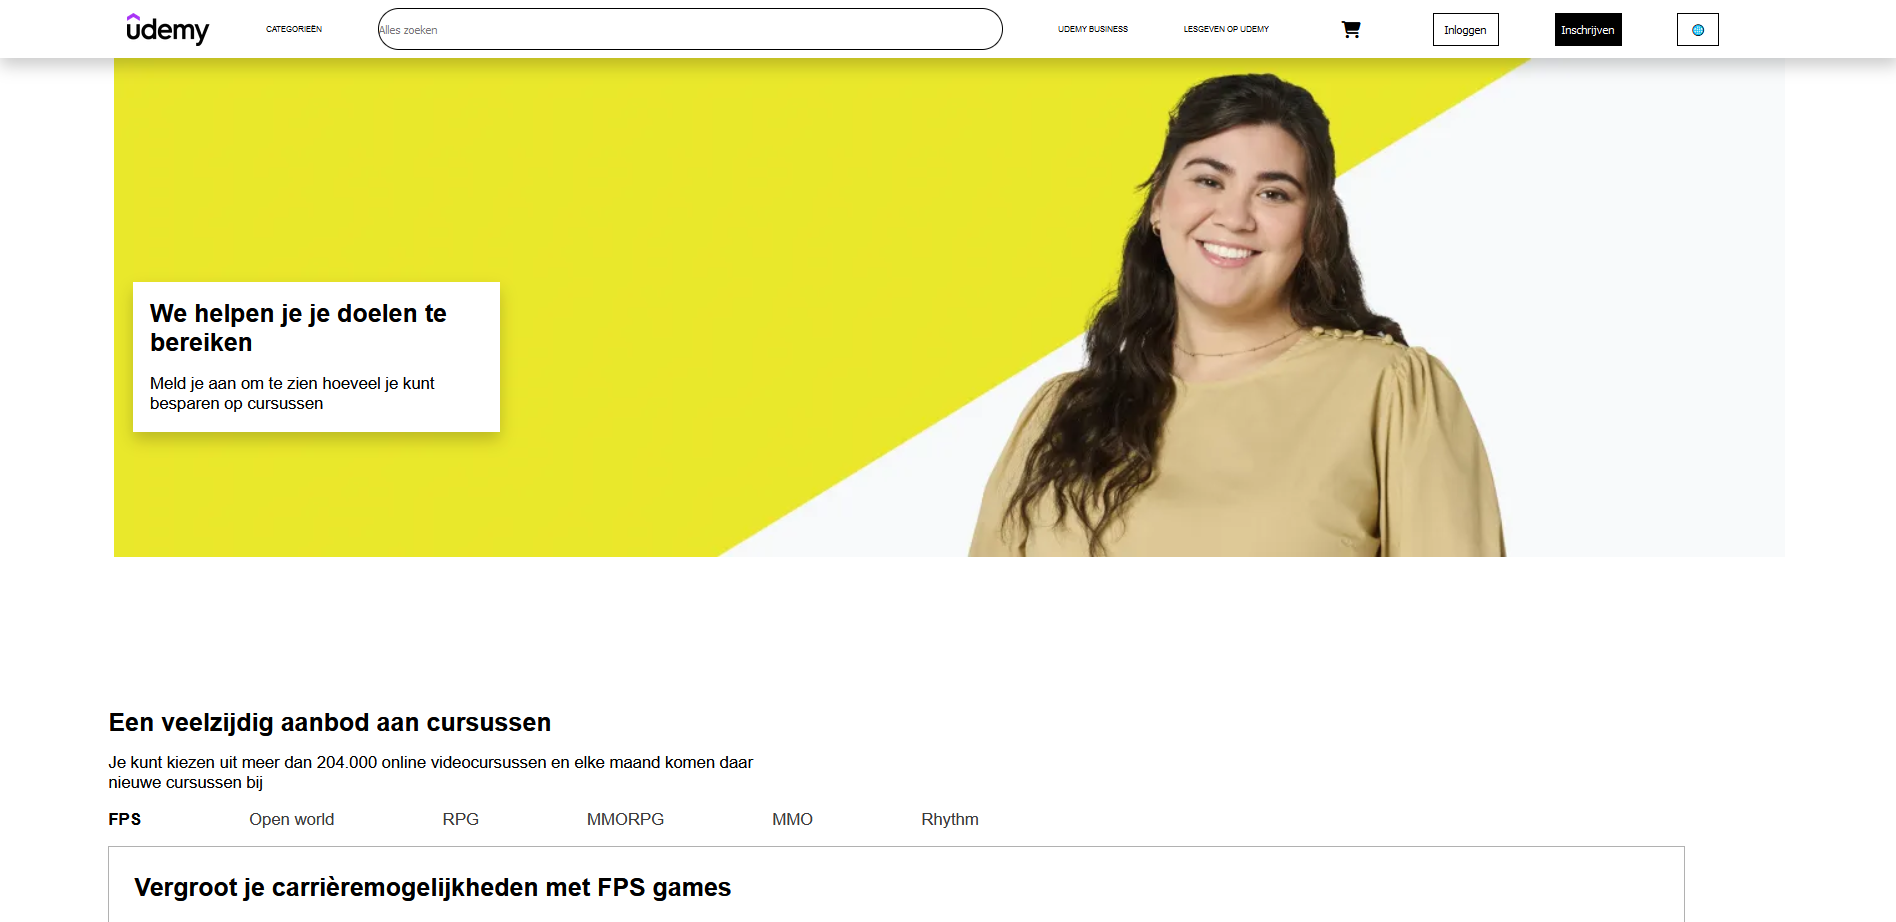 udemy
CATEGORIEËN
Alles zoeken
UDEMY BUSINESS
LESGEVEN OP UDEMY
Inloggen
Inschrijven
We helpen je je doelen te
bereiken
Meld je aan om te zien hoeveel je kunt
besparen op cursussen
Een veelzijdig aanbod aan cursussen
Je kunt kiezen uit meer dan 204.000 online videocursussen en elke maand komen daar
nieuwe cursussen bij
FPS Open world RPG MMORPG MMO Rhythm
Vergroot je carrièremogelijkheden met FPS games